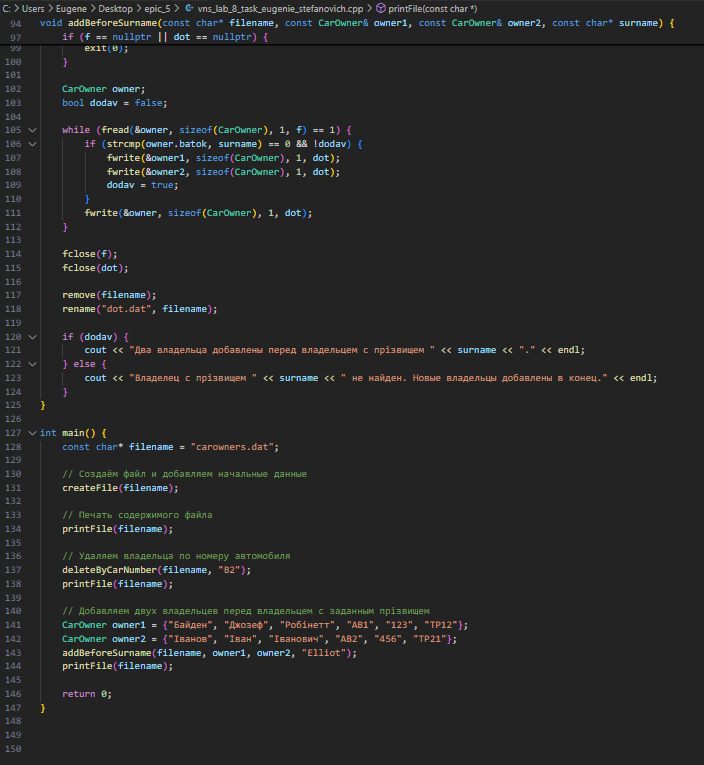 C: > Users > Eugene > Desktop > epic_5 > vns_lab_8_task_eugenie_stefanovich.cpp > printFile(const char *)
94 void addBeforeSurname(const char* filename, const CarOwner& owner1, const CarOwner& owner2, const char* surname) {
97     if (f == nullptr || dot == nullptr) {
99         exit(0);
100     }
101
102     CarOwner owner;
103     bool dodav = false;
104
105     while (fread(&owner, sizeof(CarOwner), 1, f) == 1) {
106         if (strcmp(owner.batok, surname) == 0 && !dodav) {
107             fwrite(&owner1, sizeof(CarOwner), 1, dot);
108             fwrite(&owner2, sizeof(CarOwner), 1, dot);
109             dodav = true;
110         }
111         fwrite(&owner, sizeof(CarOwner), 1, dot);
112     }
113
114     fclose(f);
115     fclose(dot);
116
117     remove(filename);
118     rename("dot.dat", filename);
119
120     if (dodav) {
121         cout << "Два владельца добавлены перед владельцем с прізвищем " << surname << "." << endl;
122     } else {
123         cout << "Владелец с прізвищем " << surname << " не найден. Новые владельцы добавлены в конец." << endl;
124     }
125 }
126
127 int main() {
128     const char* filename = "carowners.dat";
129
130     // Создаём файл и добавляем начальные данные
131     createFile(filename);
132
133     // Печать содержимого файла
134     printFile(filename);
135
136     // Удаляем владельца по номеру автомобиля
137     deleteByCarNumber(filename, "B2");
138     printFile(filename);
139
140     // Добавляем двух владельцев перед владельцем с заданным прізвищем
141     CarOwner owner1 = {"Байден", "Джозеф", "Робінетт", "AB1", "123", "TP12"};
142     CarOwner owner2 = {"Іванов", "Іван", "Іванович", "AB2", "456", "TP21"};
143     addBeforeSurname(filename, owner1, owner2, "Elliot");
144     printFile(filename);
145
146     return 0;
147 }
148
149
150